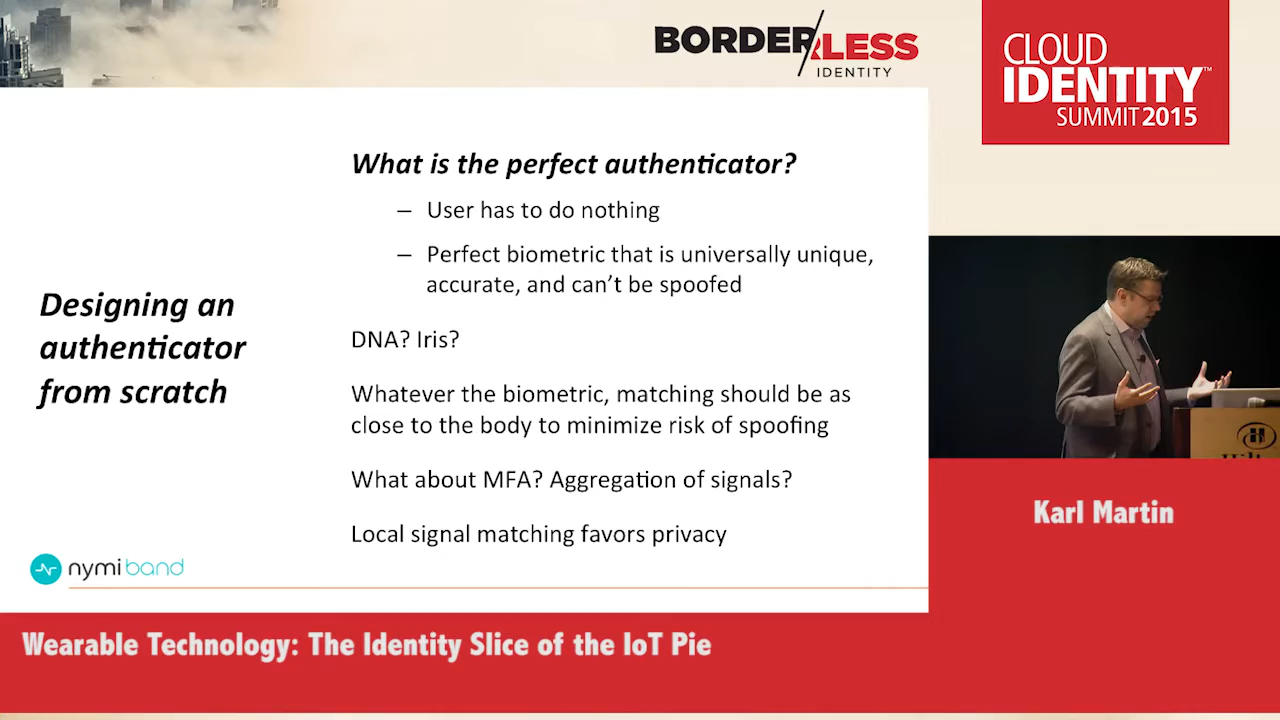 BORDER/LESS
IDENTITY
CLOUD
IDENTITY™
SUMMIT 2015
What is the perfect authenticator?
– User has to do nothing
– Perfect biometric that is universally unique,
accurate, and can't be spoofed
Designing an
authenticator
from scratch
DNA? Iris?
Whatever the biometric, matching should be as
close to the body to minimize risk of spoofing
What about MFA? Aggregation of signals?
Local signal matching favors privacy
nymi band
Karl Martin
Wearable Technology: The Identity Slice of the IoT Pie